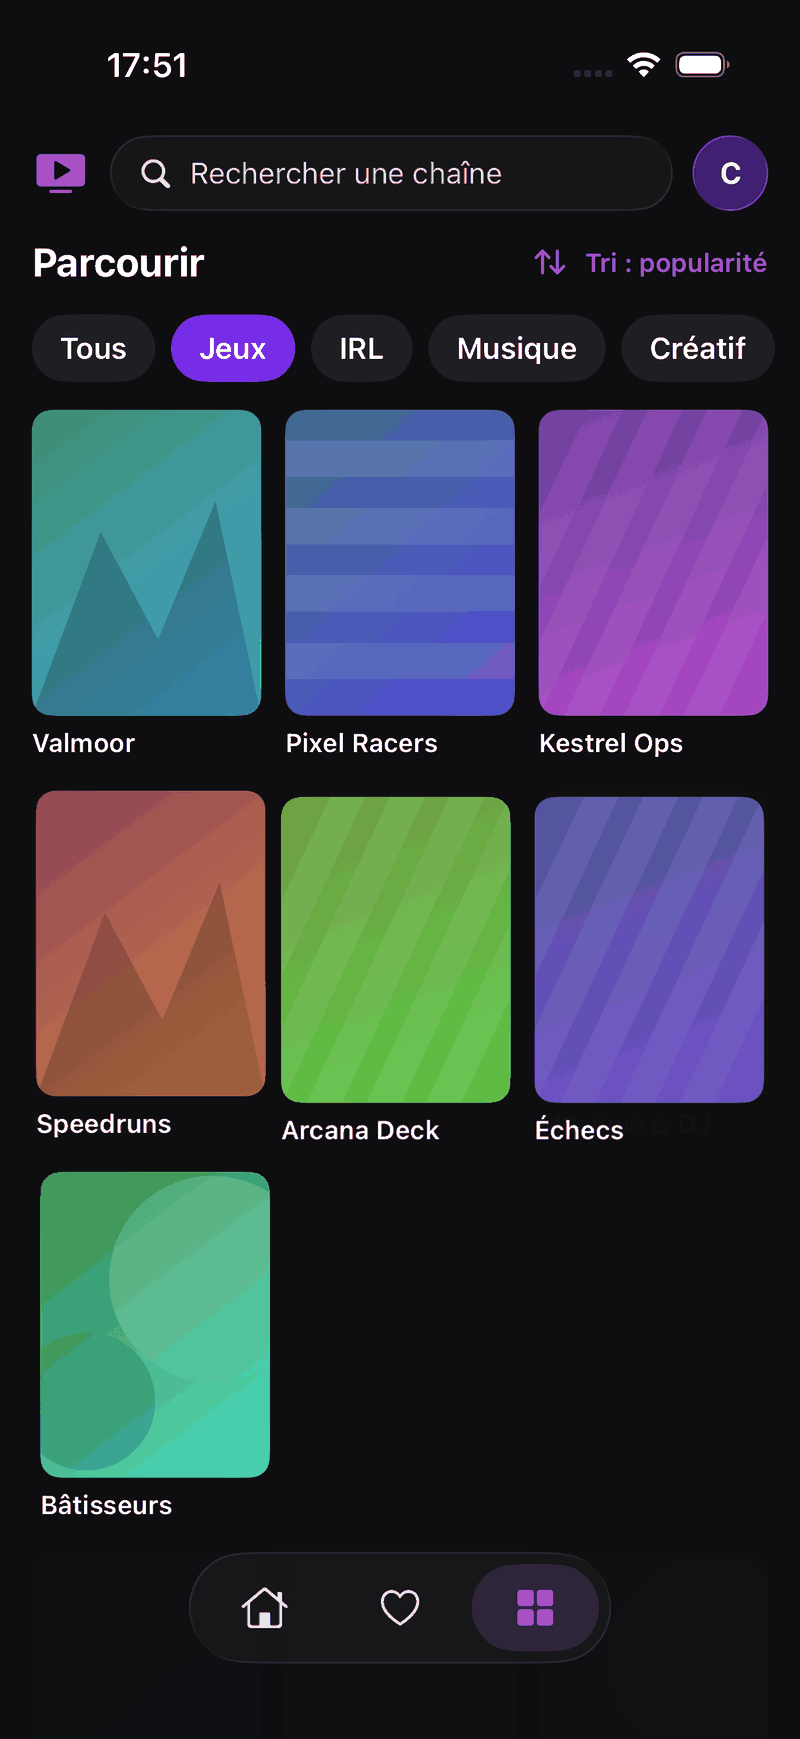 17:51
Rechercher une chaîne
C
Parcourir
Tri : popularité
Tous
Jeux
IRL
Musique
Créatif
Valmoor
Pixel Racers
Kestrel Ops
Speedruns
Arcana Deck
Échecs
& DJ
Bâtisseurs